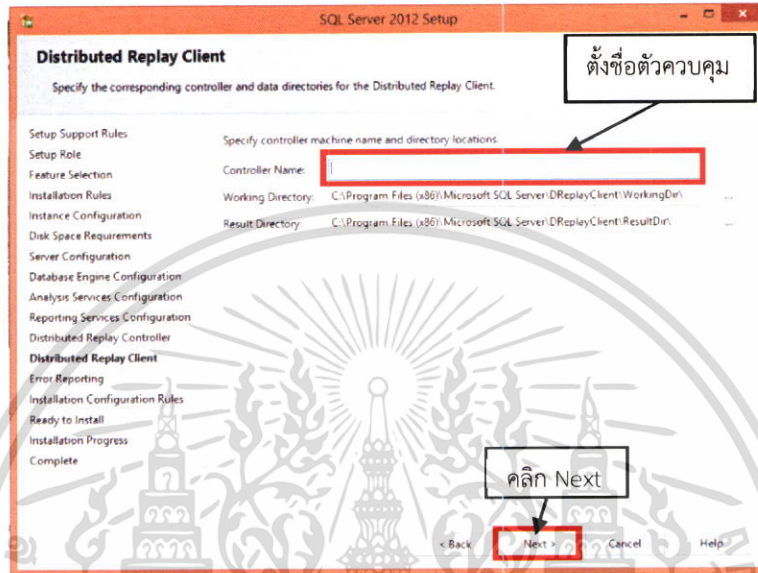 SQL Server 2012 Setup
Distributed Replay Client
Specify the corresponding controller and data directories for the Distributed Replay Client.
ตั้งชื่อตัวควบคุม
Setup Support Rules
Setup Role
Feature Selection
Installation Rules
Instance Configuration
Disk Space Requirements
Server Configuration
Database Engine Configuration
Analysis Services Configuration
Reporting Services Configuration
Distributed Replay Controller
Distributed Replay Client
Error Reporting
Installation Configuration Rules
Ready to Install
Installation Progress
Complete
Specify controller machine name and directory locations.
Controller Name:
Working Directory: C:\Program Files (x86)\Microsoft SQL Server\DReplayClient\WorkingDir\ ...
Result Directory: C:\Program Files (x86)\Microsoft SQL Server\DReplayClient\ResultDir\ ...
คลิก Next
< Back Next > Cancel Help